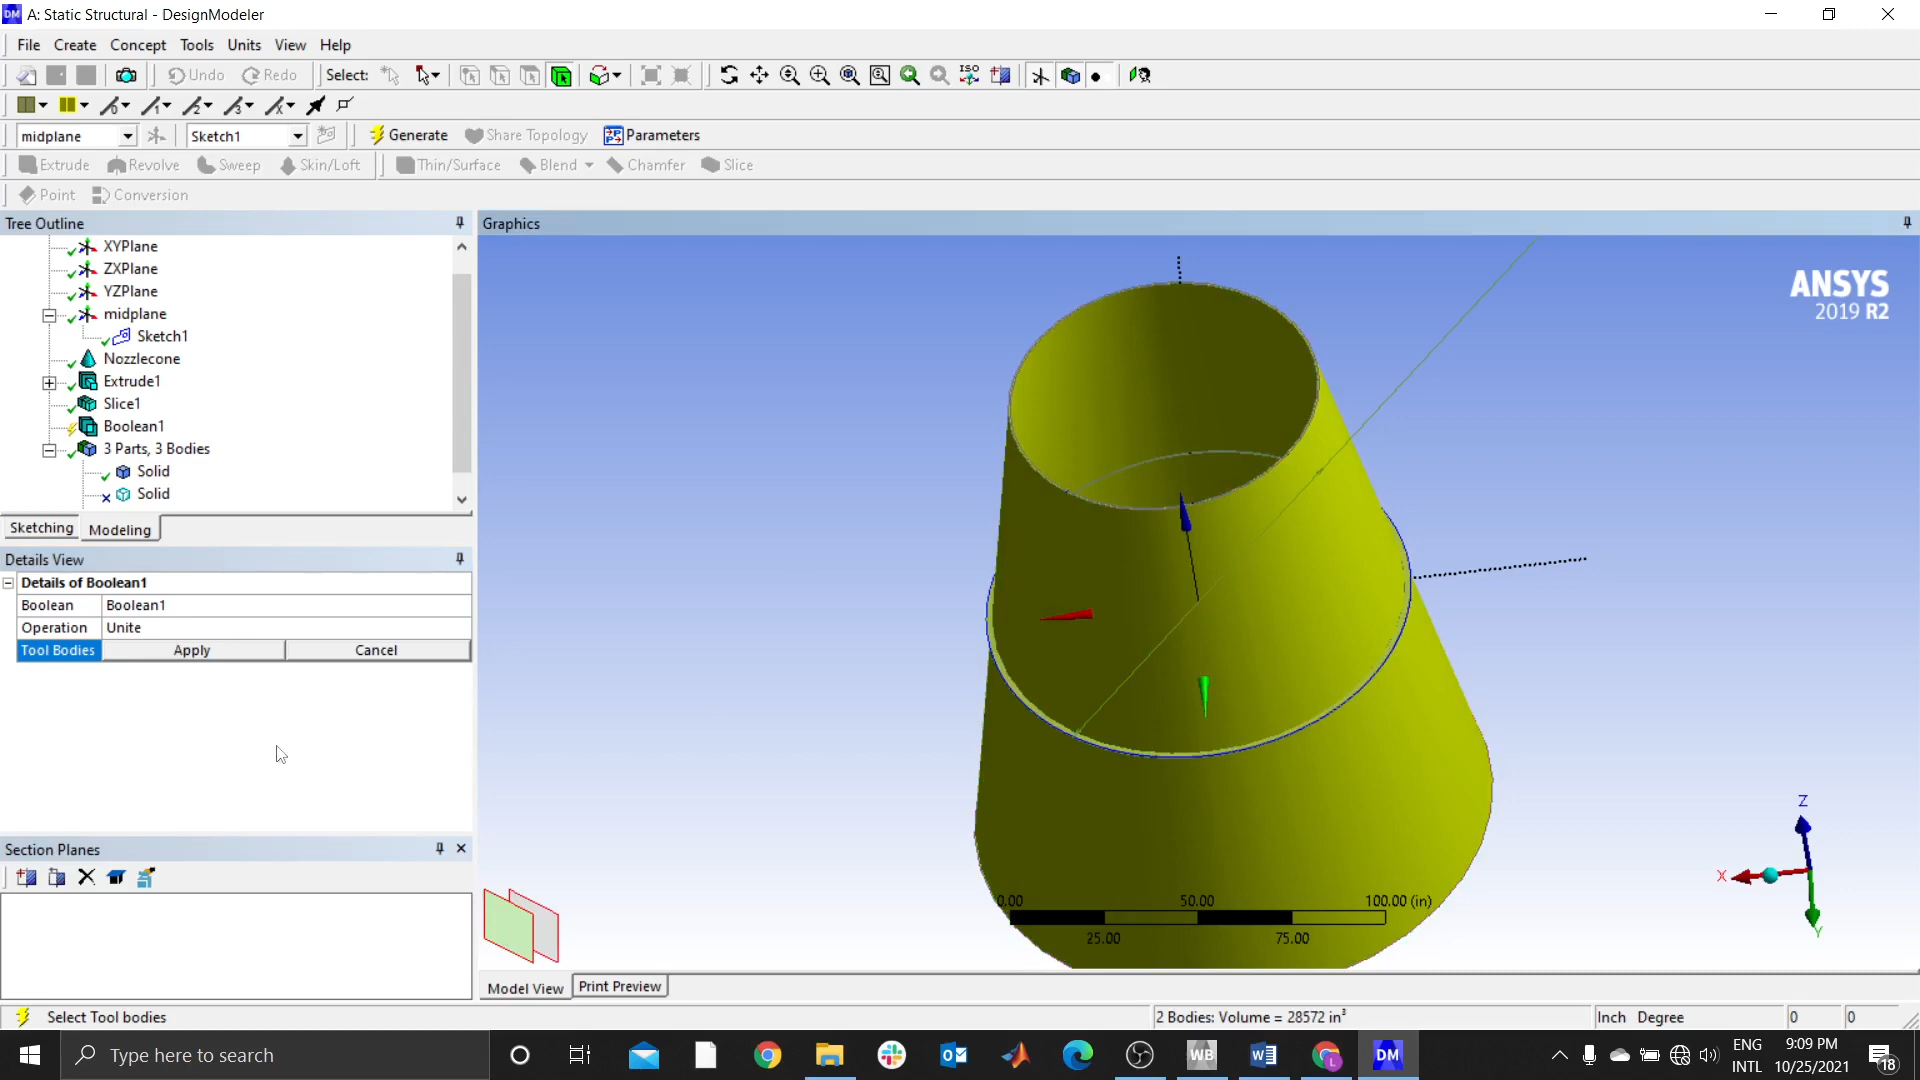 A: Static Structural - DesignModeler
File Create Concept Tools Units View Help
Undo Redo Select: ISO
midplane Sketch1 Generate Share Topology Parameters
Extrude Revolve Sweep Skin/Loft Thin/Surface Blend Chamfer Slice
Point Conversion
Tree Outline
XYPlane
ZXPlane
YZPlane
midplane
Sketch1
Nozzlecone
Extrude1
Slice1
Boolean1
3 Parts, 3 Bodies
Solid
Solid
Sketching Modeling
Details View
Details of Boolean1
Boolean Boolean1
Operation Unite
Tool Bodies Apply Cancel
Section Planes
Graphics
ANSYS
2019 R2
Z
X
Y
0.00 50.00 100.00 (in)
25.00 75.00
Model View Print Preview
Select Tool bodies 2 Bodies: Volume = 28572 in³ Inch Degree 0 0
Type here to search WB DM ENG 9:09 PM
INTL 10/25/2021 18